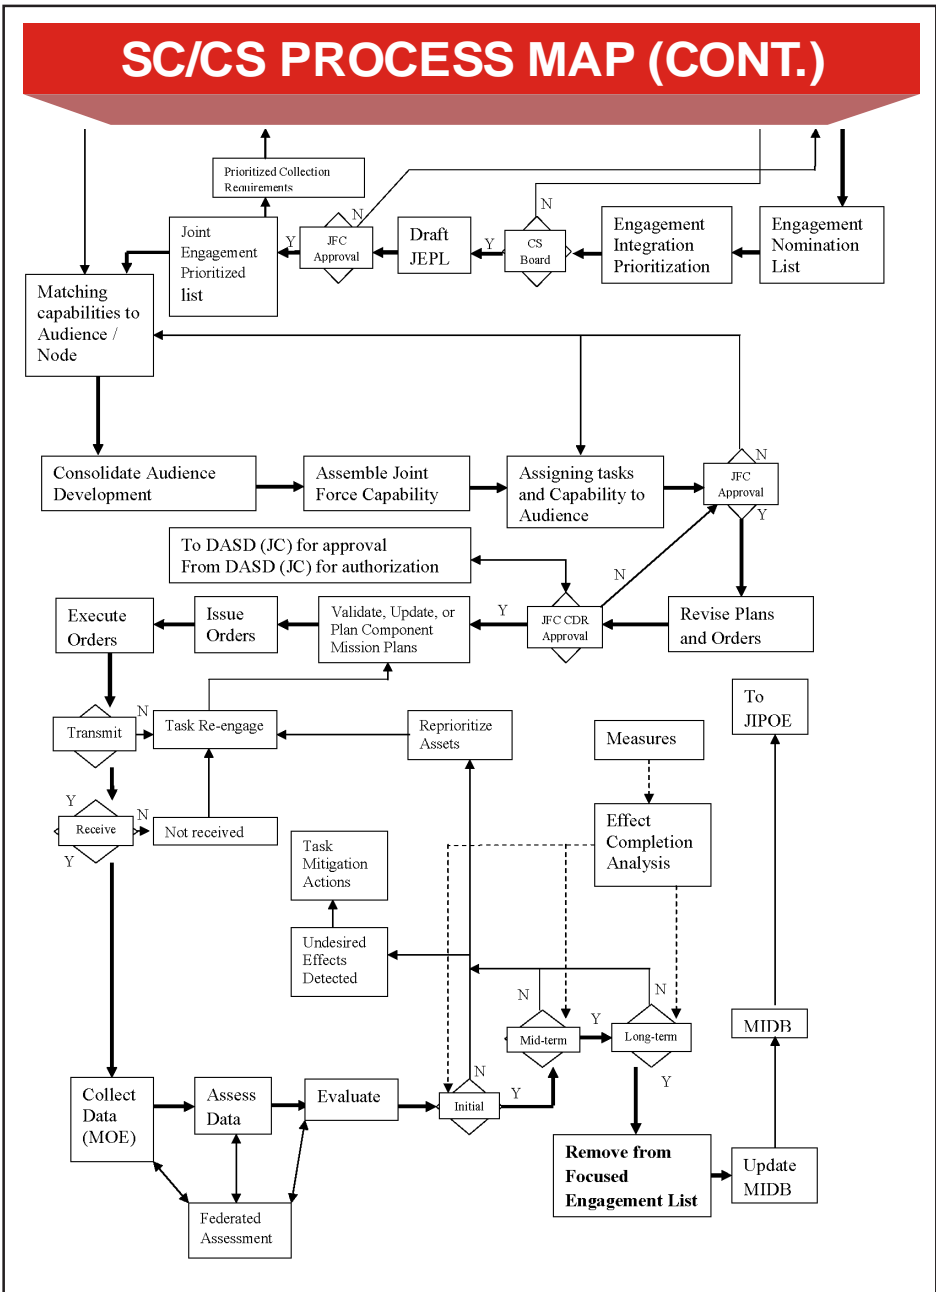 SC/CS PROCESS MAP (CONT.)
Prioritized Collection
Requirements
N
N
Joint
Engagement
Prioritized
list
Y
JFC
Approval
Draft
JEPL
Y
CS
Board
Engagement
Integration
Prioritization
Engagement
Nomination
List
Matching
capabilities to
Audience /
Node
Consolidate Audience
Development
Assemble Joint
Force Capability
Assigning tasks
and Capability to
Audience
N
JFC
Approval
Y
To DASD (JC) for approval
From DASD (JC) for authorization
N
Execute
Orders
Issue
Orders
Validate, Update, or
Plan Component
Mission Plans
Y
JFC CDR
Approval
Revise Plans
and Orders
Transmit
N
Task Re-engage
Reprioritize
Assets
Measures
To
JIPOE
Y
Receive
N
Y
Not received
Task
Mitigation
Actions
Effect
Completion
Analysis
Undesired
Effects
Detected
N
N
Mid-term
Y
Long-term
Y
MIDB
Collect
Data
(MOE)
Assess
Data
Evaluate
N
Initial
Y
Federated
Assessment
Remove from
Focused
Engagement List
Update
MIDB